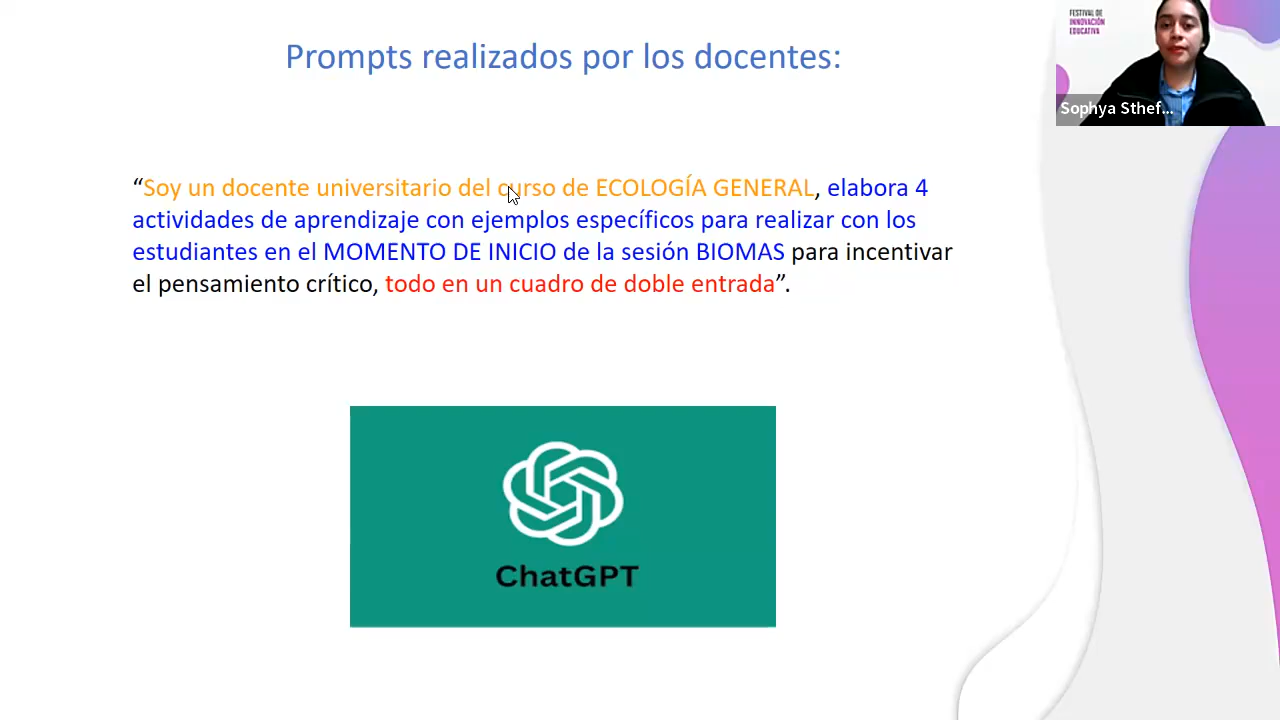 Prompts realizados por los docentes:
FESTIVAL DE
INNOVACIÓN
EDUCATIVA
Sophya Sthef...
“Soy un docente universitario del curso de ECOLOGÍA GENERAL, elabora 4
actividades de aprendizaje con ejemplos específicos para realizar con los
estudiantes en el MOMENTO DE INICIO de la sesión BIOMAS para incentivar
el pensamiento crítico, todo en un cuadro de doble entrada”.
ChatGPT